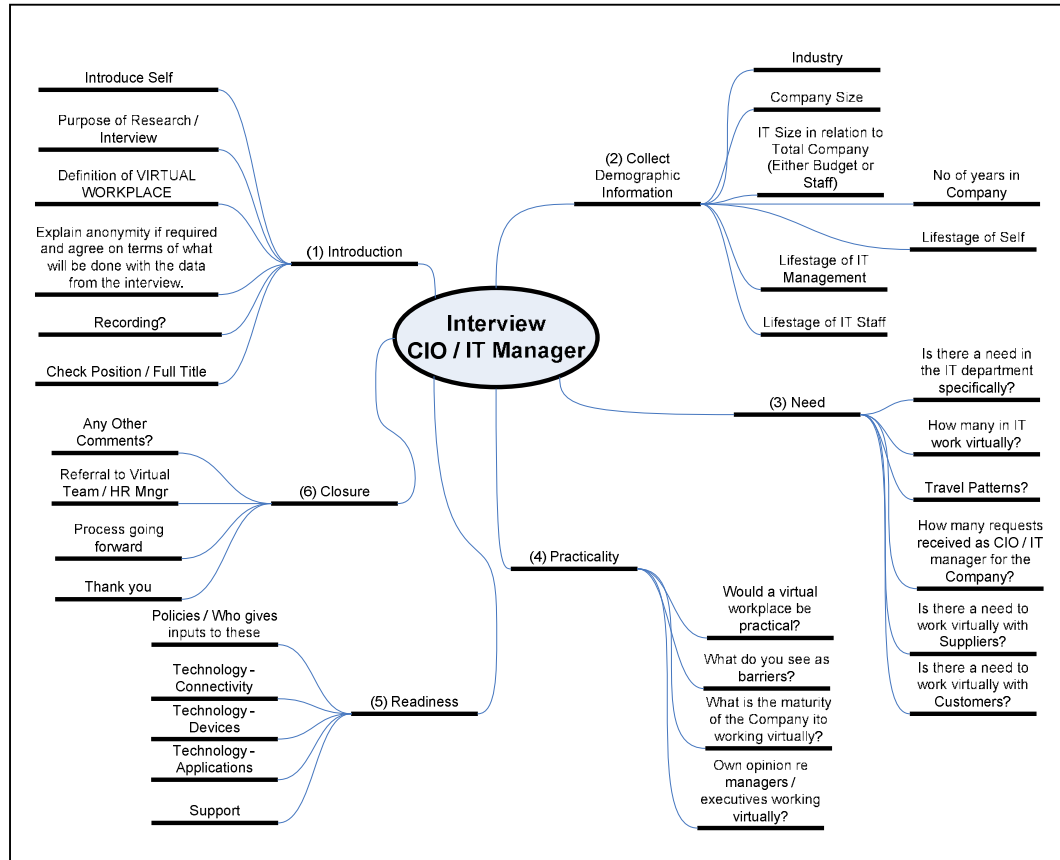 Interview
CIO / IT Manager
(1) Introduction
Introduce Self
Purpose of Research /
Interview
Definition of VIRTUAL
WORKPLACE
Explain anonymity if required
and agree on terms of what
will be done with the data
from the interview.
Recording?
Check Position / Full Title
(2) Collect
Demographic
Information
Industry
Company Size
IT Size in relation to
Total Company
(Either Budget or
Staff)
No of years in
Company
Lifestage of Self
Lifestage of IT
Management
Lifestage of IT Staff
(3) Need
Is there a need in
the IT department
specifically?
How many in IT
work virtually?
Travel Patterns?
How many requests
received as CIO / IT
manager for the
Company?
Is there a need to
work virtually with
Suppliers?
Is there a need to
work virtually with
Customers?
(4) Practicality
Would a virtual
workplace be
practical?
What do you see as
barriers?
What is the maturity
of the Company ito
working virtually?
Own opinion re
managers /
executives working
virtually?
(5) Readiness
Policies / Who gives
inputs to these
Technology -
Connectivity
Technology -
Devices
Technology -
Applications
Support
(6) Closure
Any Other
Comments?
Referral to Virtual
Team / HR Mngr
Process going
forward
Thank you